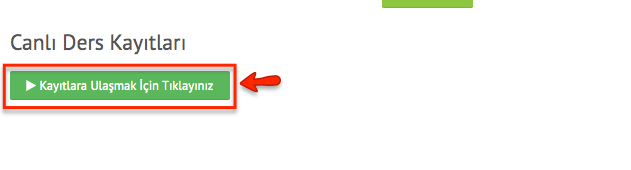 Canlı Ders Kayıtları
Kayıtlara Ulaşmak İçin Tıklayınız